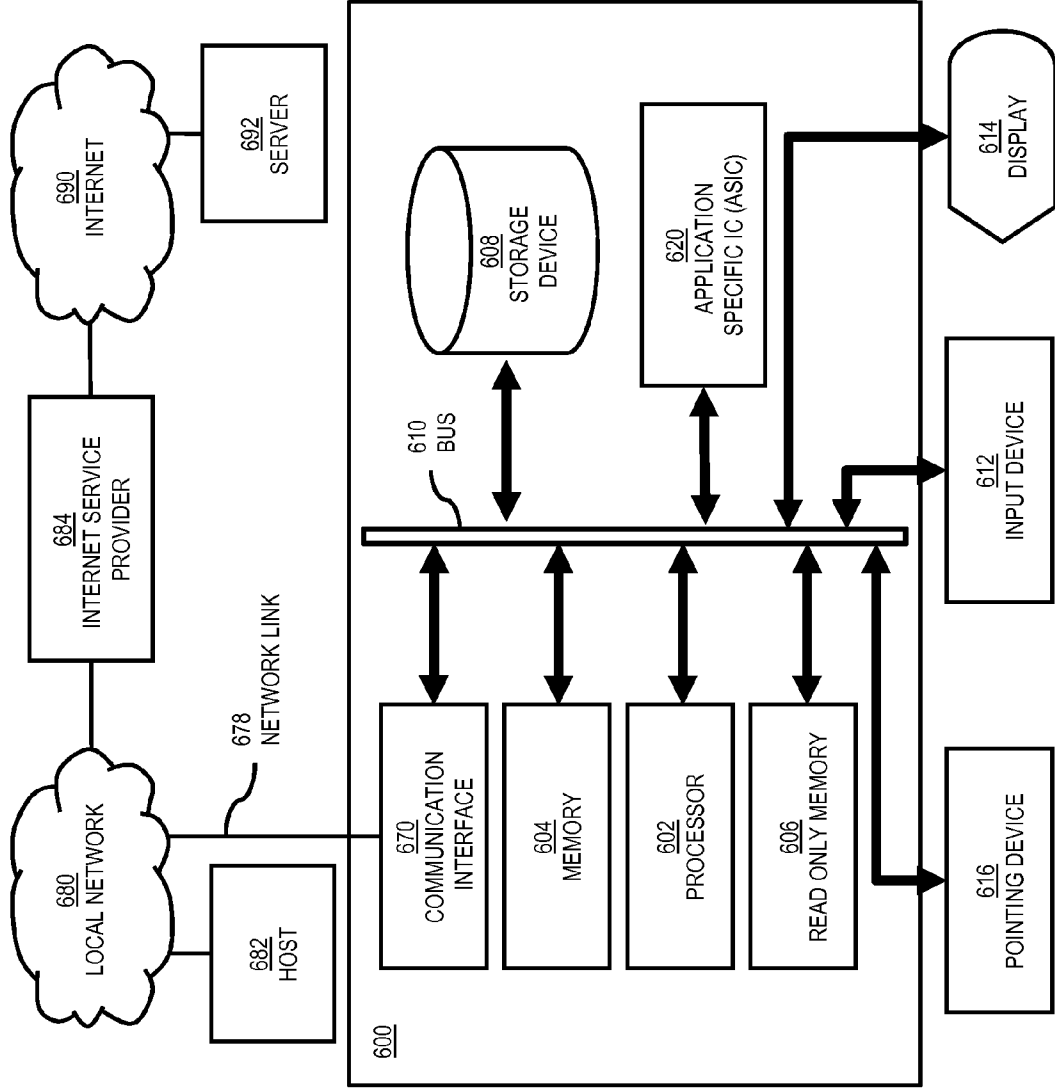 680
LOCAL NETWORK
684
INTERNET SERVICE
PROVIDER
690
INTERNET
682
HOST
678
NETWORK LINK
692
SERVER
600
670
COMMUNICATION
INTERFACE
610
BUS
608
STORAGE
DEVICE
604
MEMORY
602
PROCESSOR
620
APPLICATION
SPECIFIC IC (ASIC)
606
READ ONLY MEMORY
616
POINTING DEVICE
612
INPUT DEVICE
614
DISPLAY